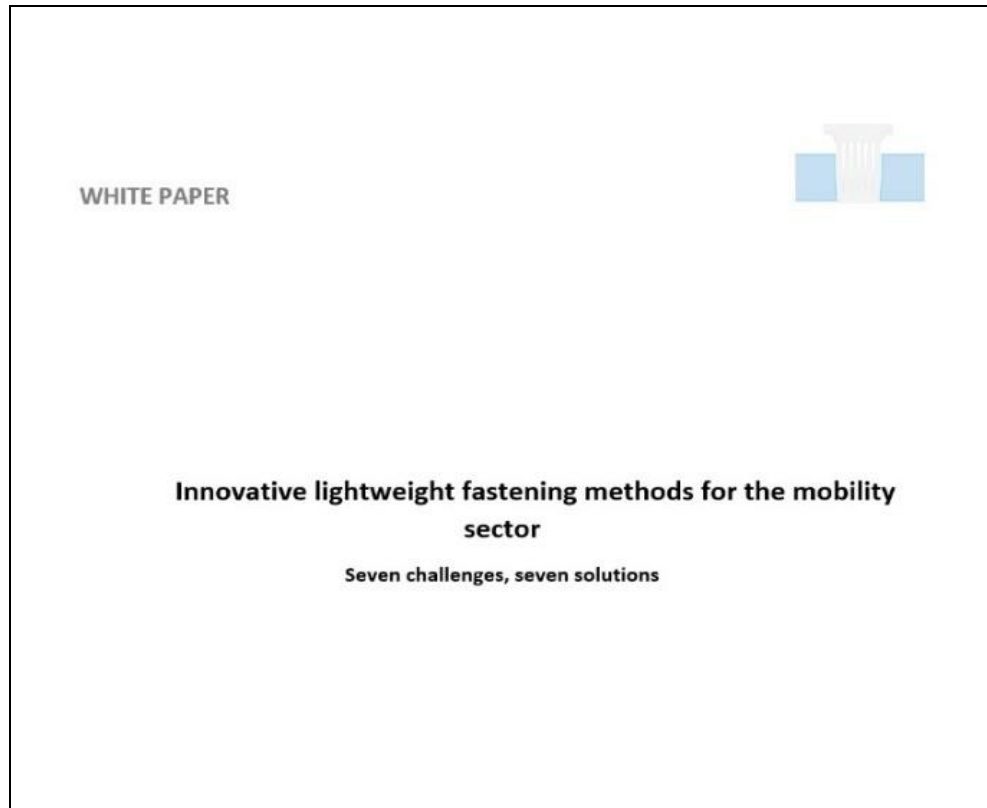 WHITE PAPER
Innovative lightweight fastening methods for the mobility
sector
Seven challenges, seven solutions